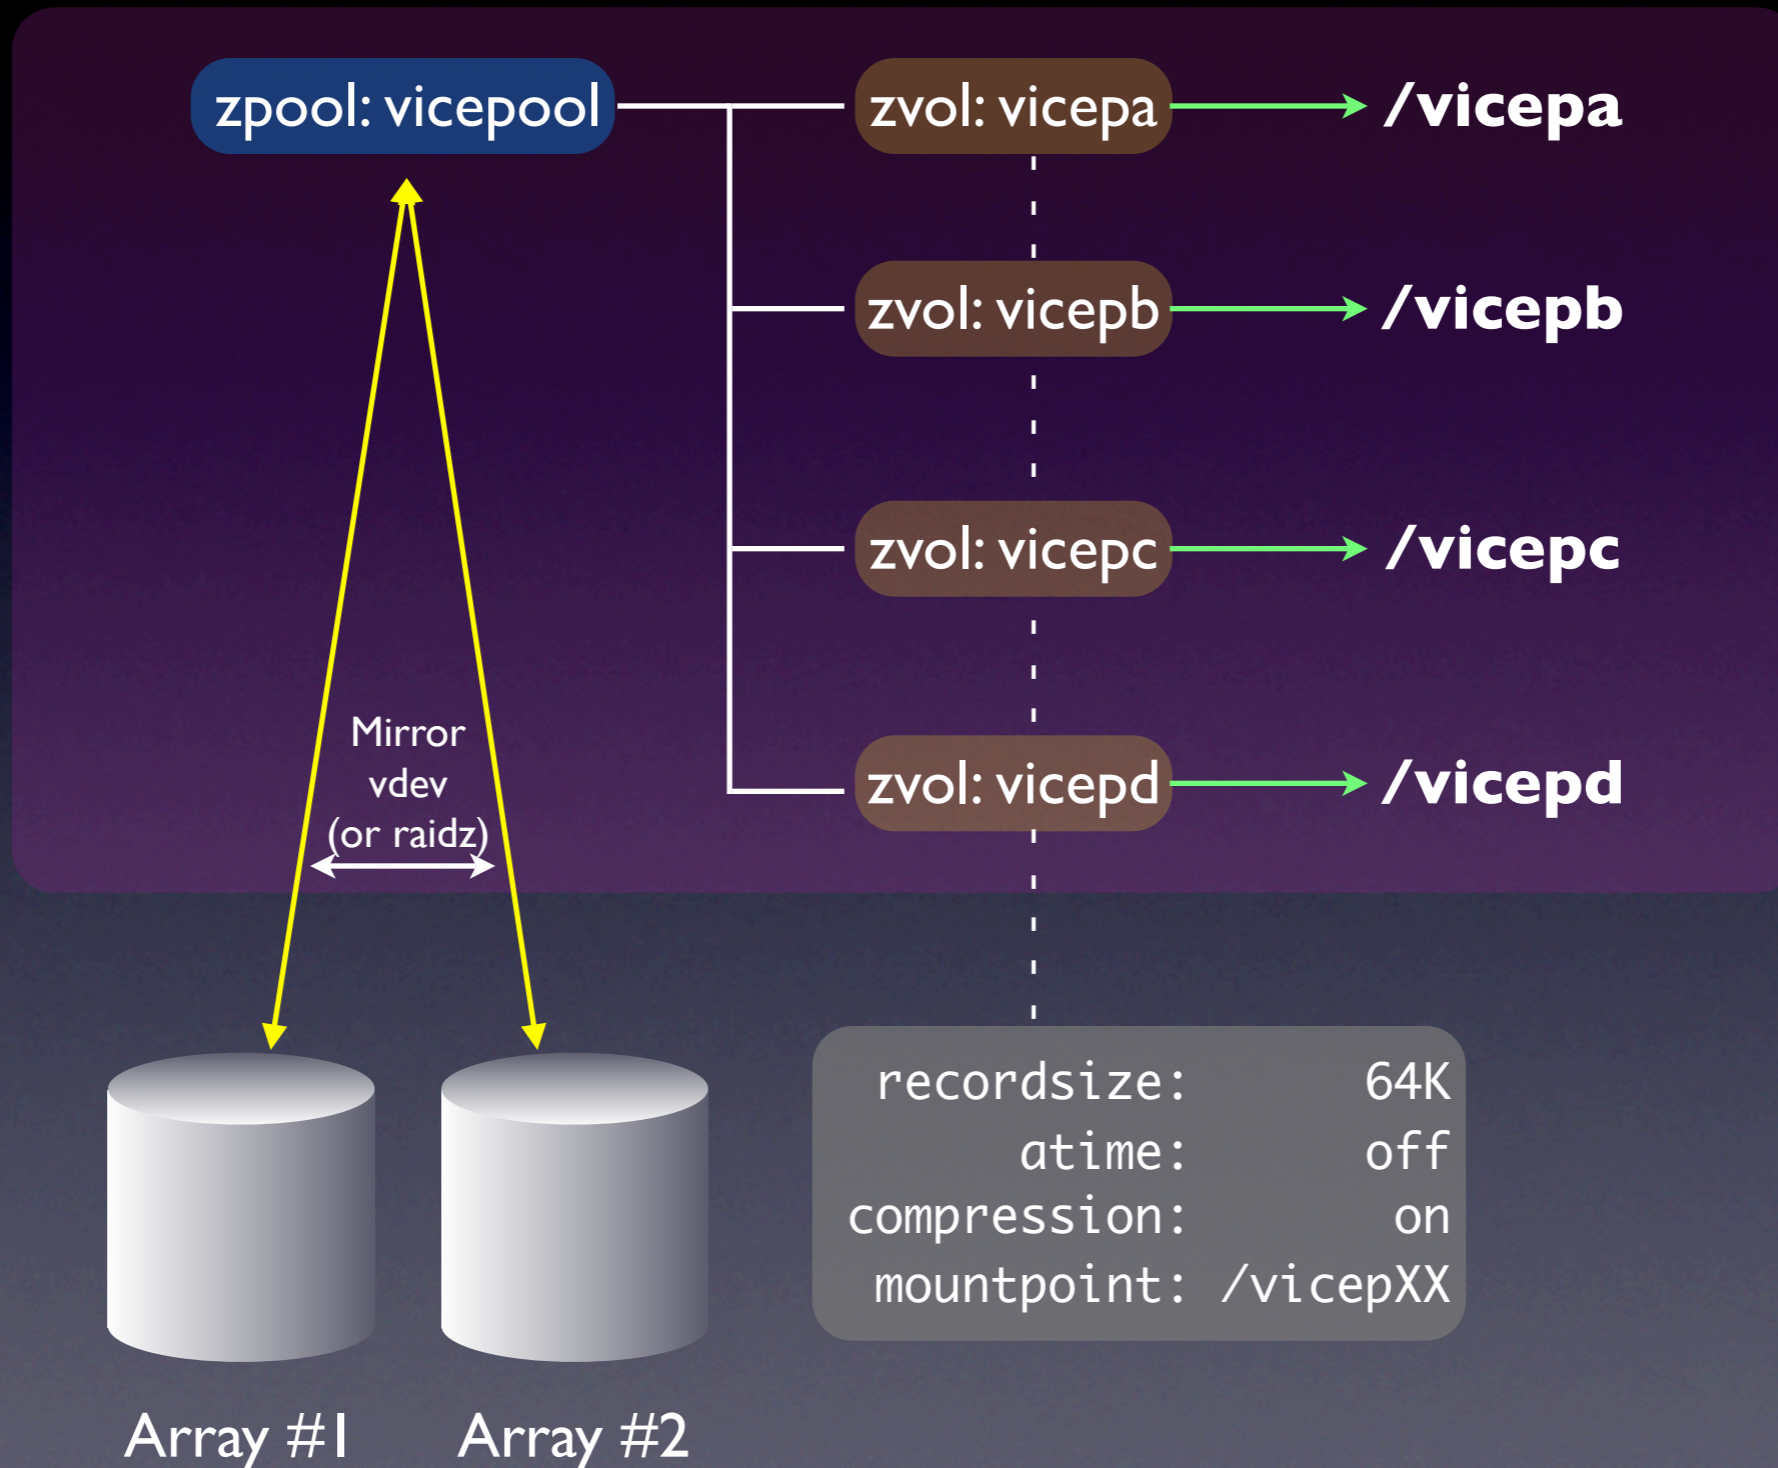 zpool: vicepool
zvol: vicepa
/vicepa
zvol: vicepb
/vicepb
zvol: vicepc
/vicepc
zvol: vicepd
/vicepd
Mirror
vdev
(or raidz)
recordsize: 64K
atime: off
compression: on
mountpoint: /vicepXX
Array #1
Array #2